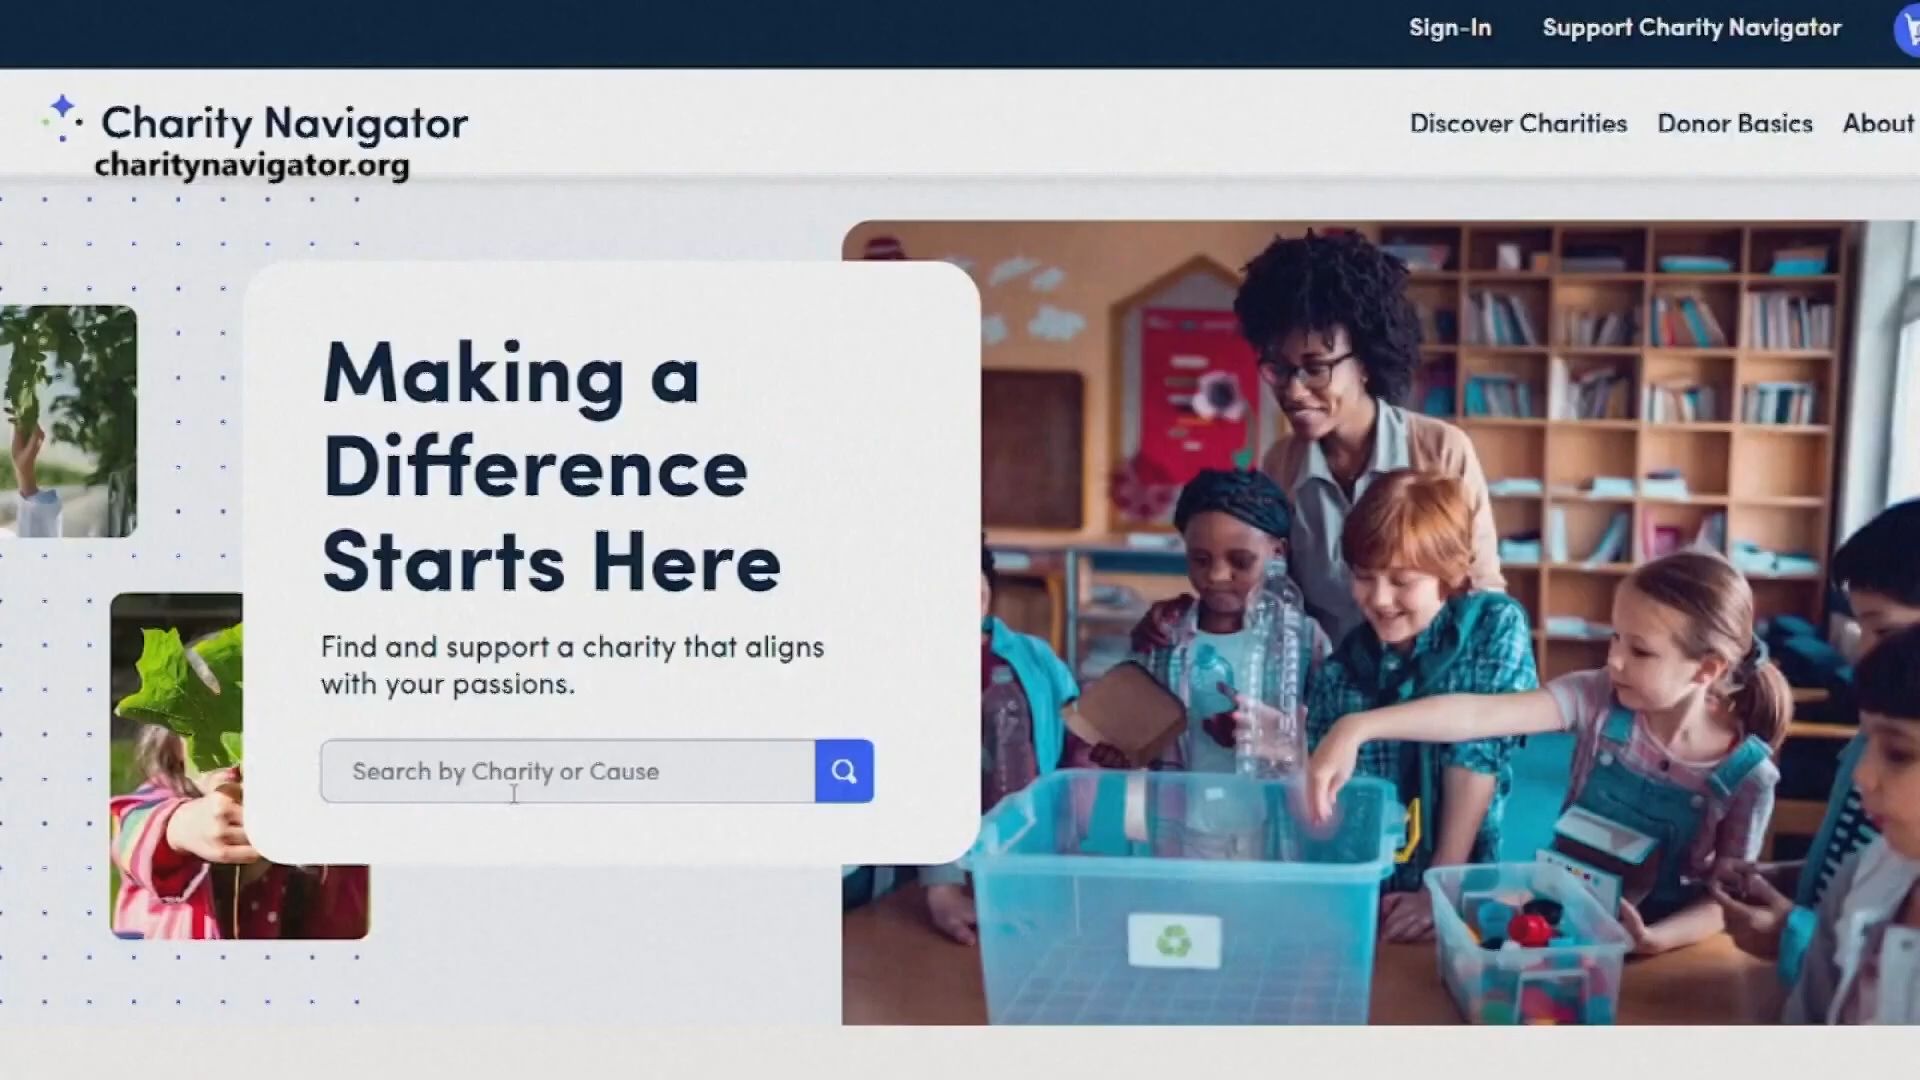 Sign-In
Support Charity Navigator
Charity Navigator
charitynavigator.org
Discover Charities
Donor Basics
About
Making a
Difference
Starts Here
Find and support a charity that aligns
with your passions.
Search by Charity or Cause